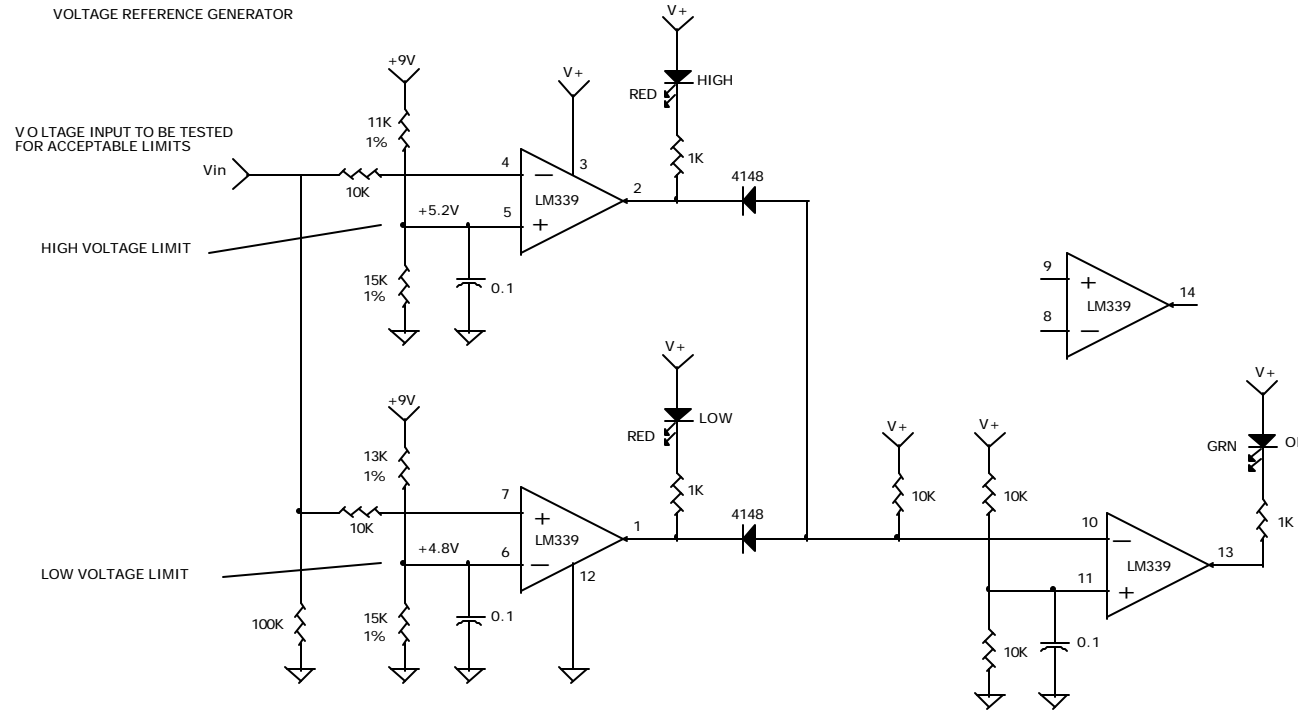 VOLTAGE REFERENCE GENERATOR
V+
+9V
V+
HIGH
RED
VOLTAGE INPUT TO BE TESTED
FOR ACCEPTABLE LIMITS
11K
1%
1K
Vin
10K
4
3
LM339
2
4148
+5.2V
5
HIGH VOLTAGE LIMIT
15K
1%
0.1
9
8
LM339
14
V+
+9V
LOW
RED
V+
V+
V+
GRN
13K
1%
1K
10K
10K
1K
10K
7
LM339
1
4148
10
LM339
13
+4.8V
6
12
11
LOW VOLTAGE LIMIT
100K
15K
1%
0.1
10K
0.1